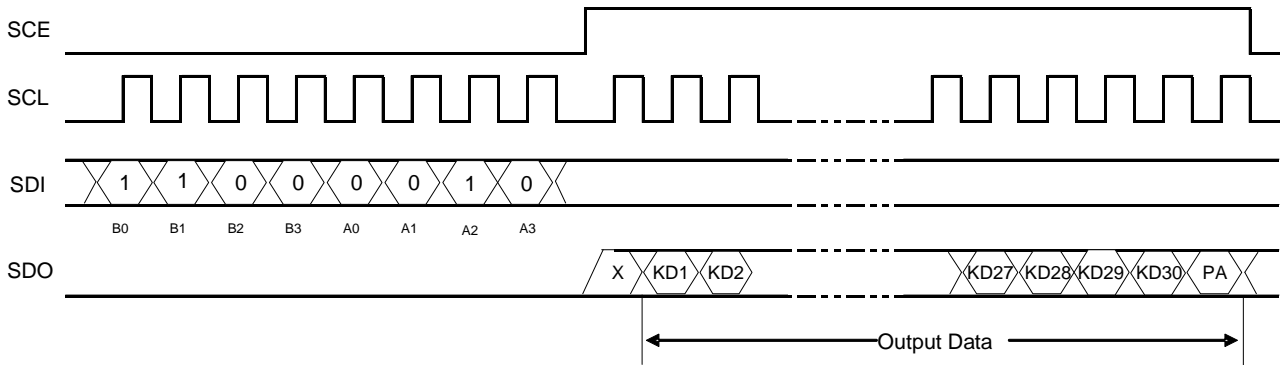 SCE
SCL
SDI 1 1 0 0 0 0 1 0
B0 B1 B2 B3 A0 A1 A2 A3
SDO X KD1 KD2 KD27 KD28 KD29 KD30 PA
Output Data